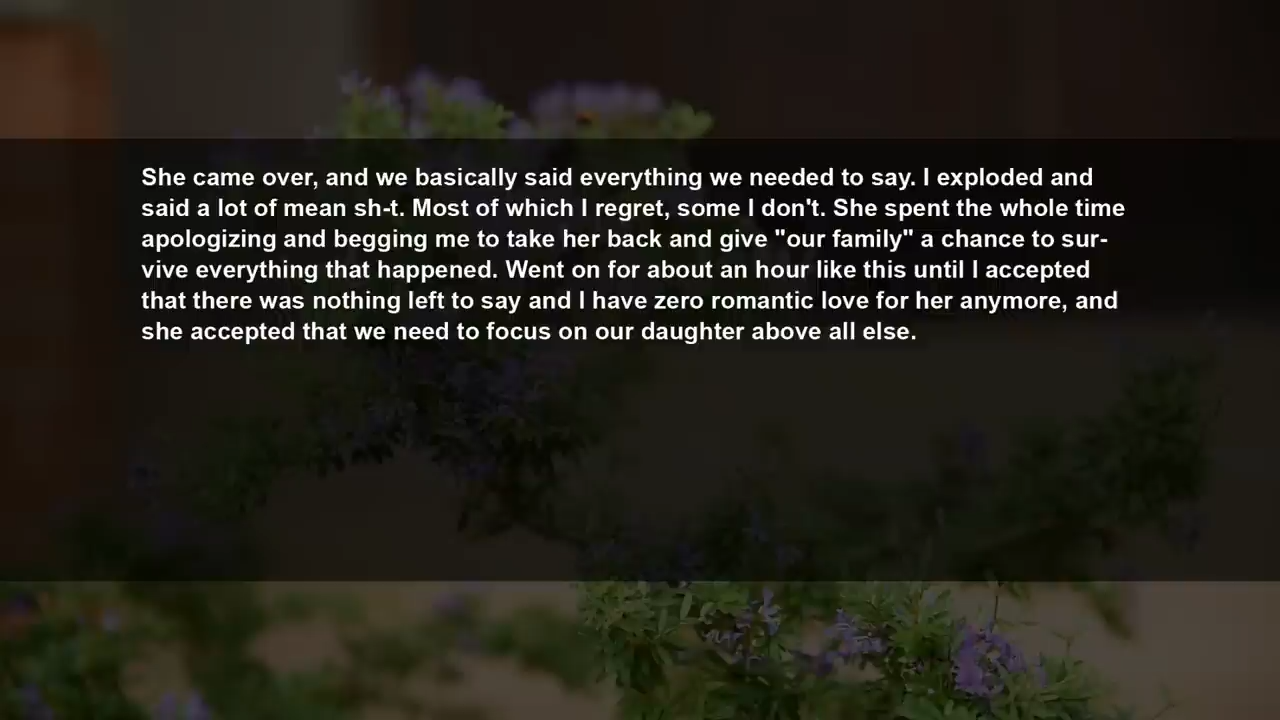 She came over, and we basically said everything we needed to say. I exploded and
said a lot of mean sh-t. Most of which I regret, some I don't. She spent the whole time
apologizing and begging me to take her back and give "our family" a chance to sur-
vive everything that happened. Went on for about an hour like this until I accepted
that there was nothing left to say and I have zero romantic love for her anymore, and
she accepted that we need to focus on our daughter above all else.